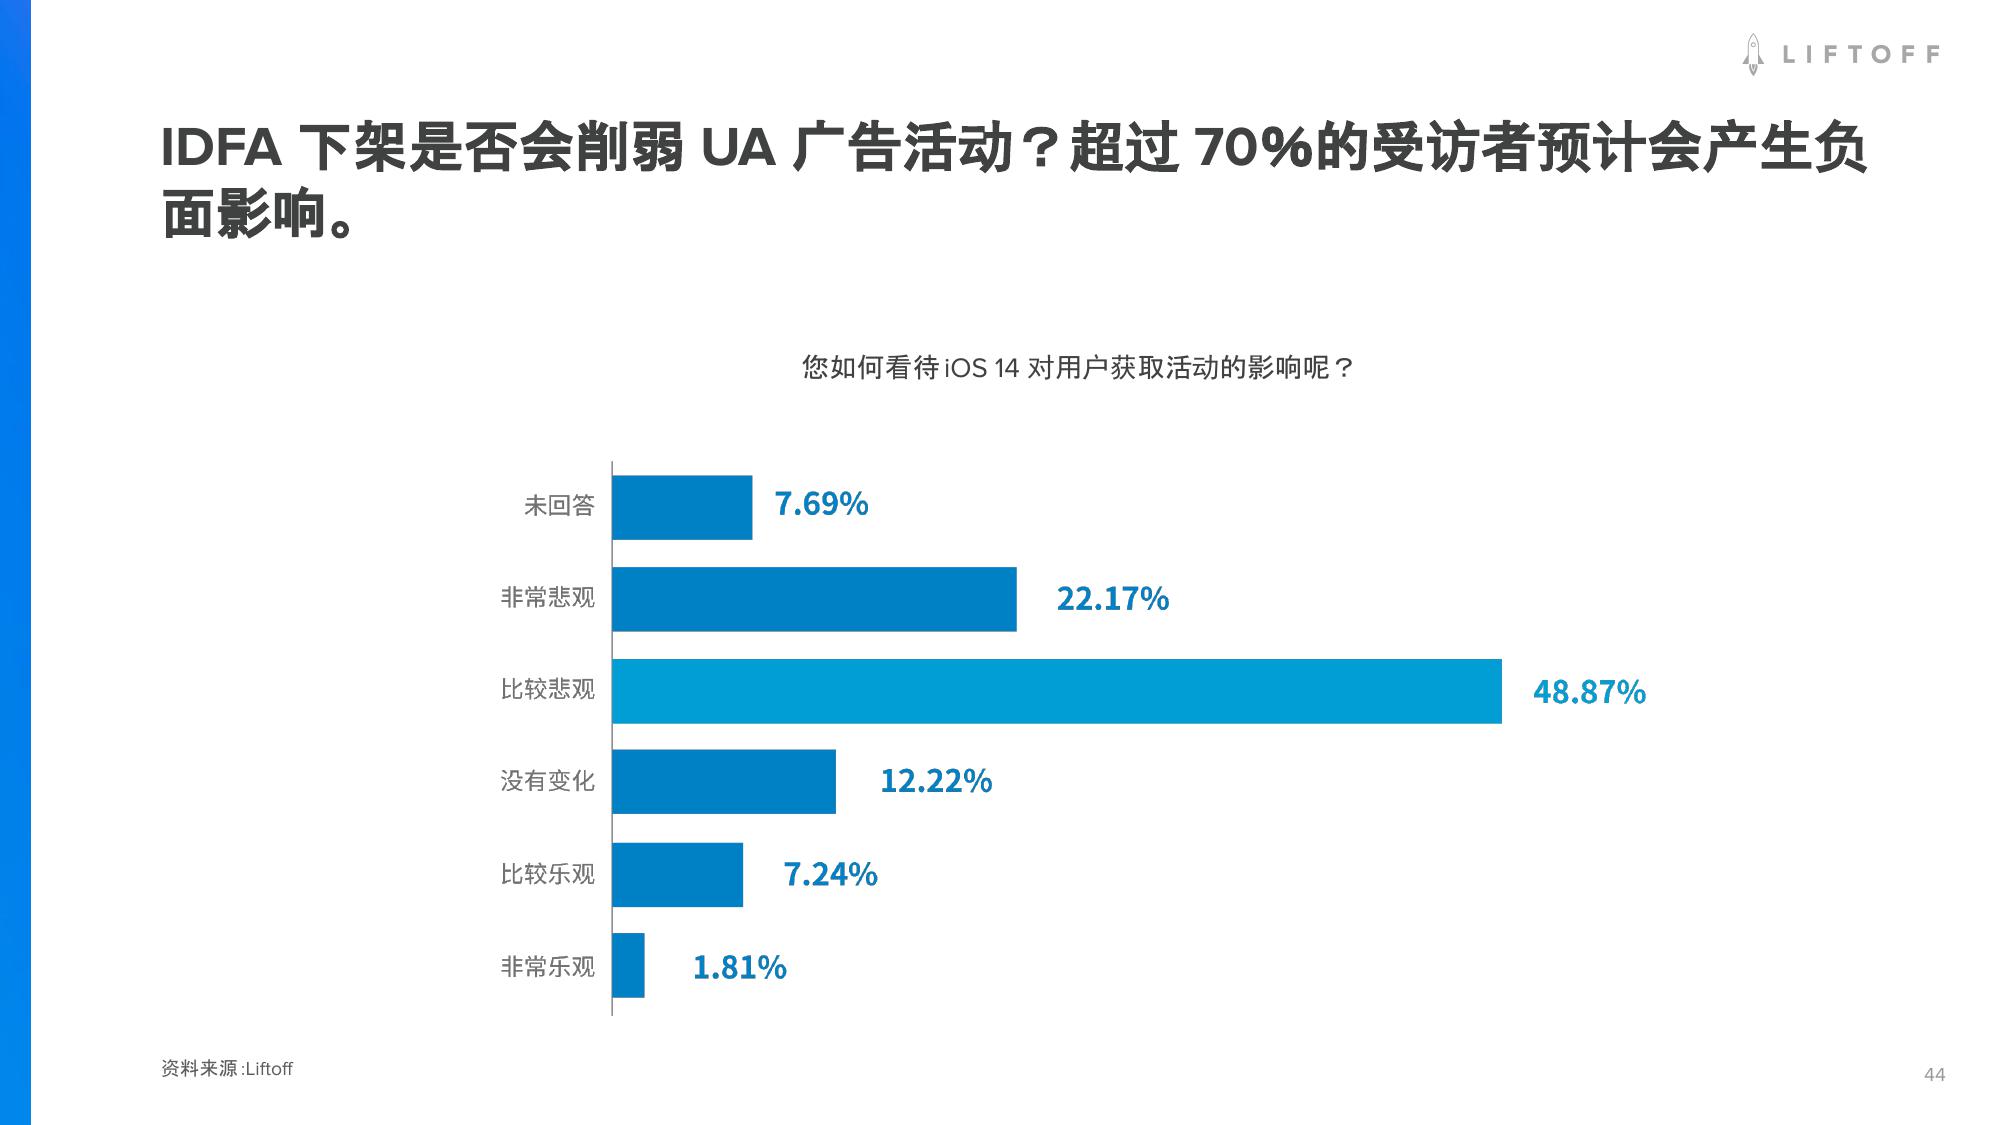 LIFTOFF
IDFA 下架是否会削弱 UA 广告活动？超过 70%的受访者预计会产生负
面影响。
您如何看待 iOS 14 对用户获取活动的影响呢？
未回答 7.69%
非常悲观 22.17%
比较悲观 48.87%
没有变化 12.22%
比较乐观 7.24%
非常乐观 1.81%
资料来源:Liftoff
44